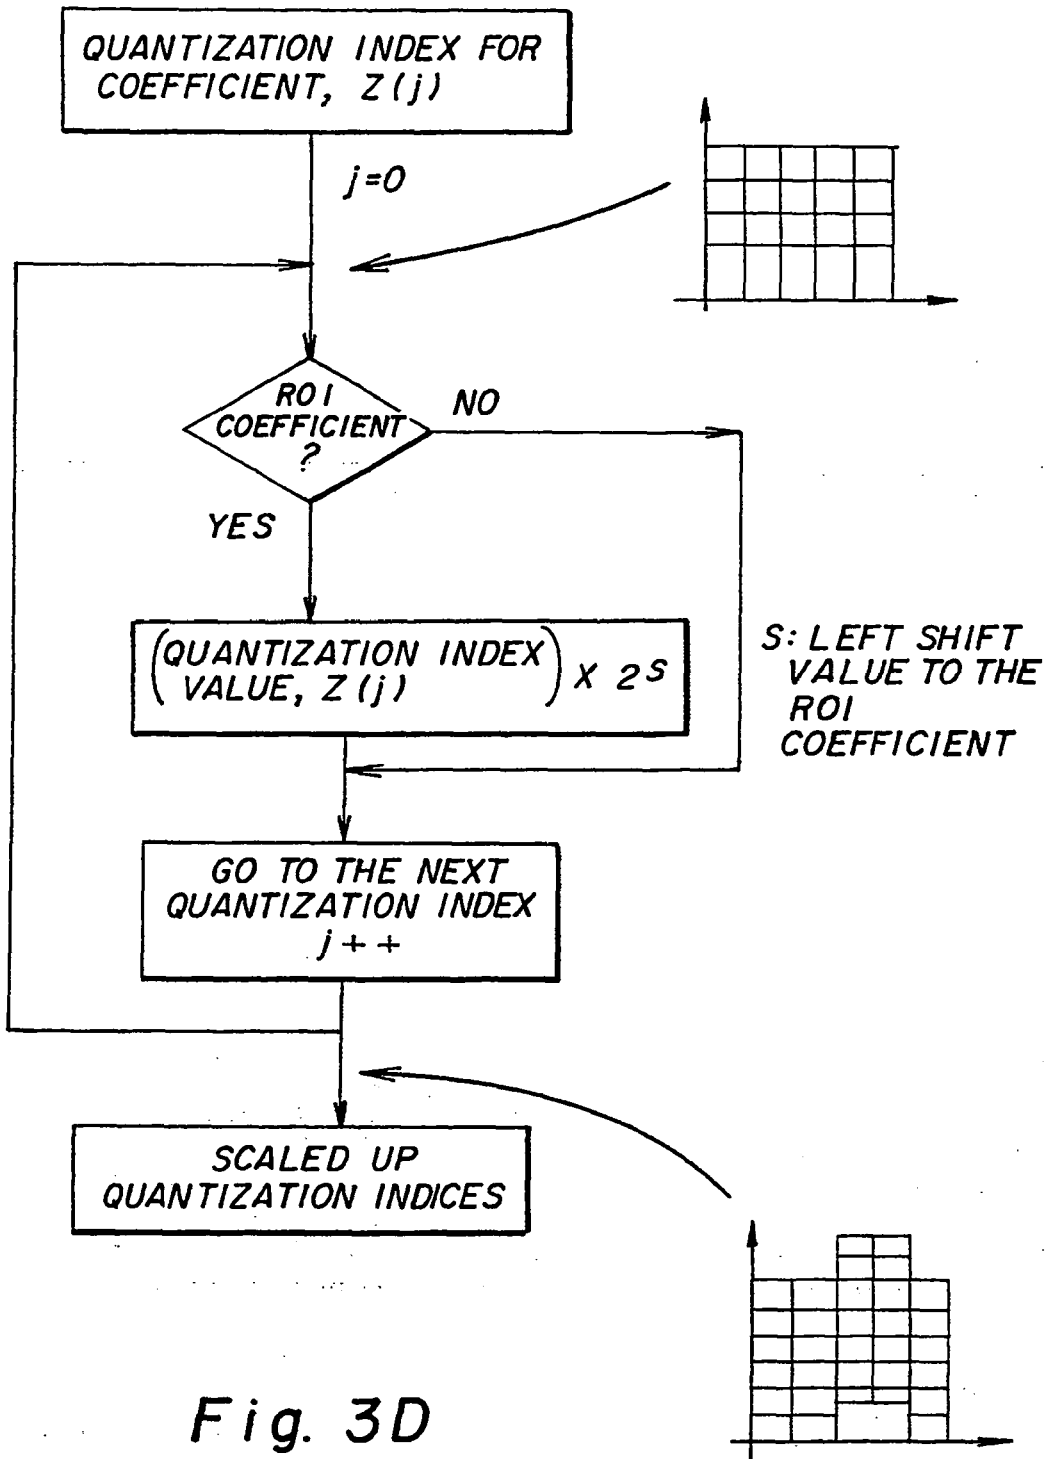 QUANTIZATION INDEX FOR
COEFFICIENT, Z(j)
j=0
ROI
COEFFICIENT
?
NO
YES
(QUANTIZATION INDEX
VALUE, Z(j)) X 2^S
S: LEFT SHIFT
VALUE TO THE
ROI
COEFFICIENT
GO TO THE NEXT
QUANTIZATION INDEX
j++
SCALED UP
QUANTIZATION INDICES
Fig. 3D